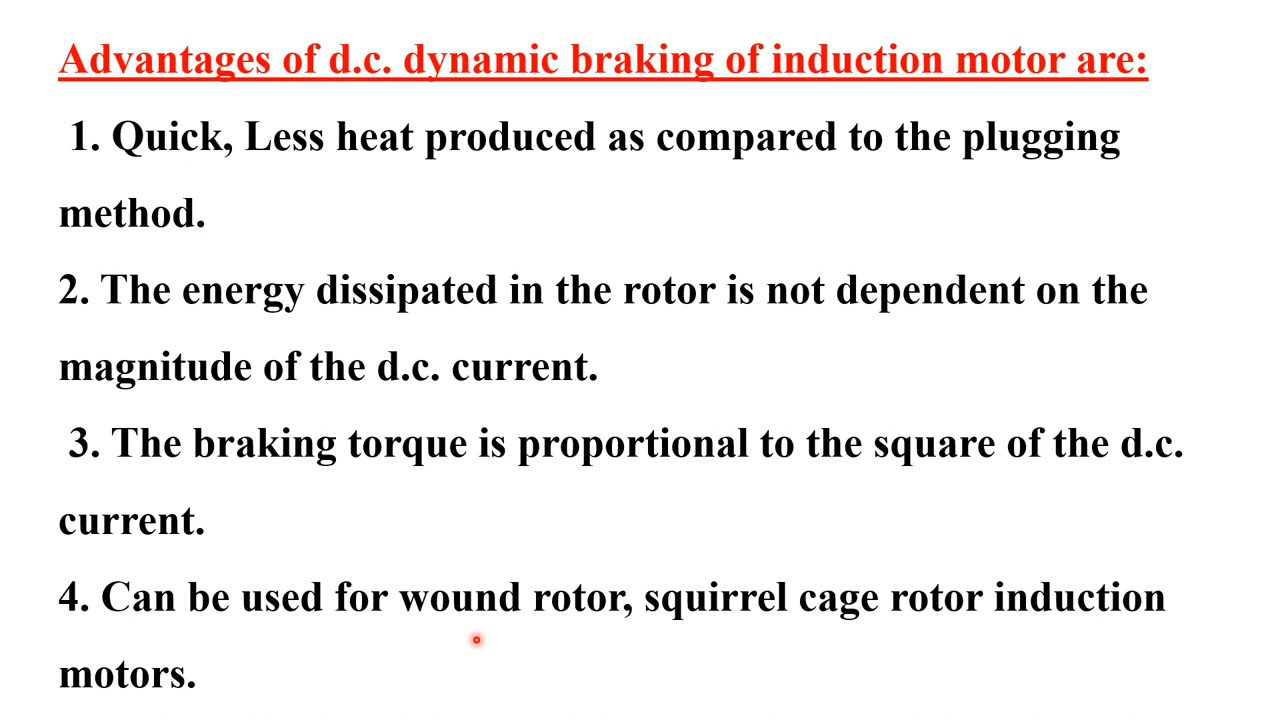 Advantages of d.c. dynamic braking of induction motor are:
1. Quick, Less heat produced as compared to the plugging
method.
2. The energy dissipated in the rotor is not dependent on the
magnitude of the d.c. current.
3. The braking torque is proportional to the square of the d.c.
current.
4. Can be used for wound rotor, squirrel cage rotor induction
motors.